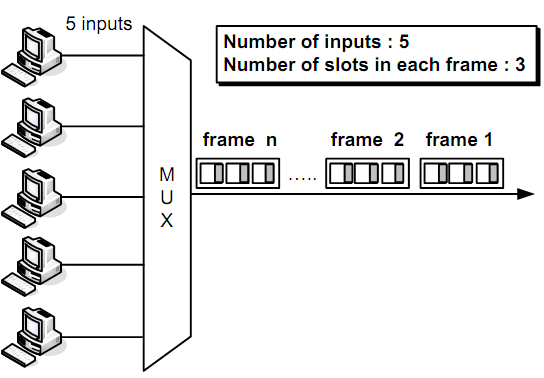 5 inputs
Number of inputs : 5
Number of slots in each frame : 3
frame n
frame 2
frame 1
.....
M
U
X